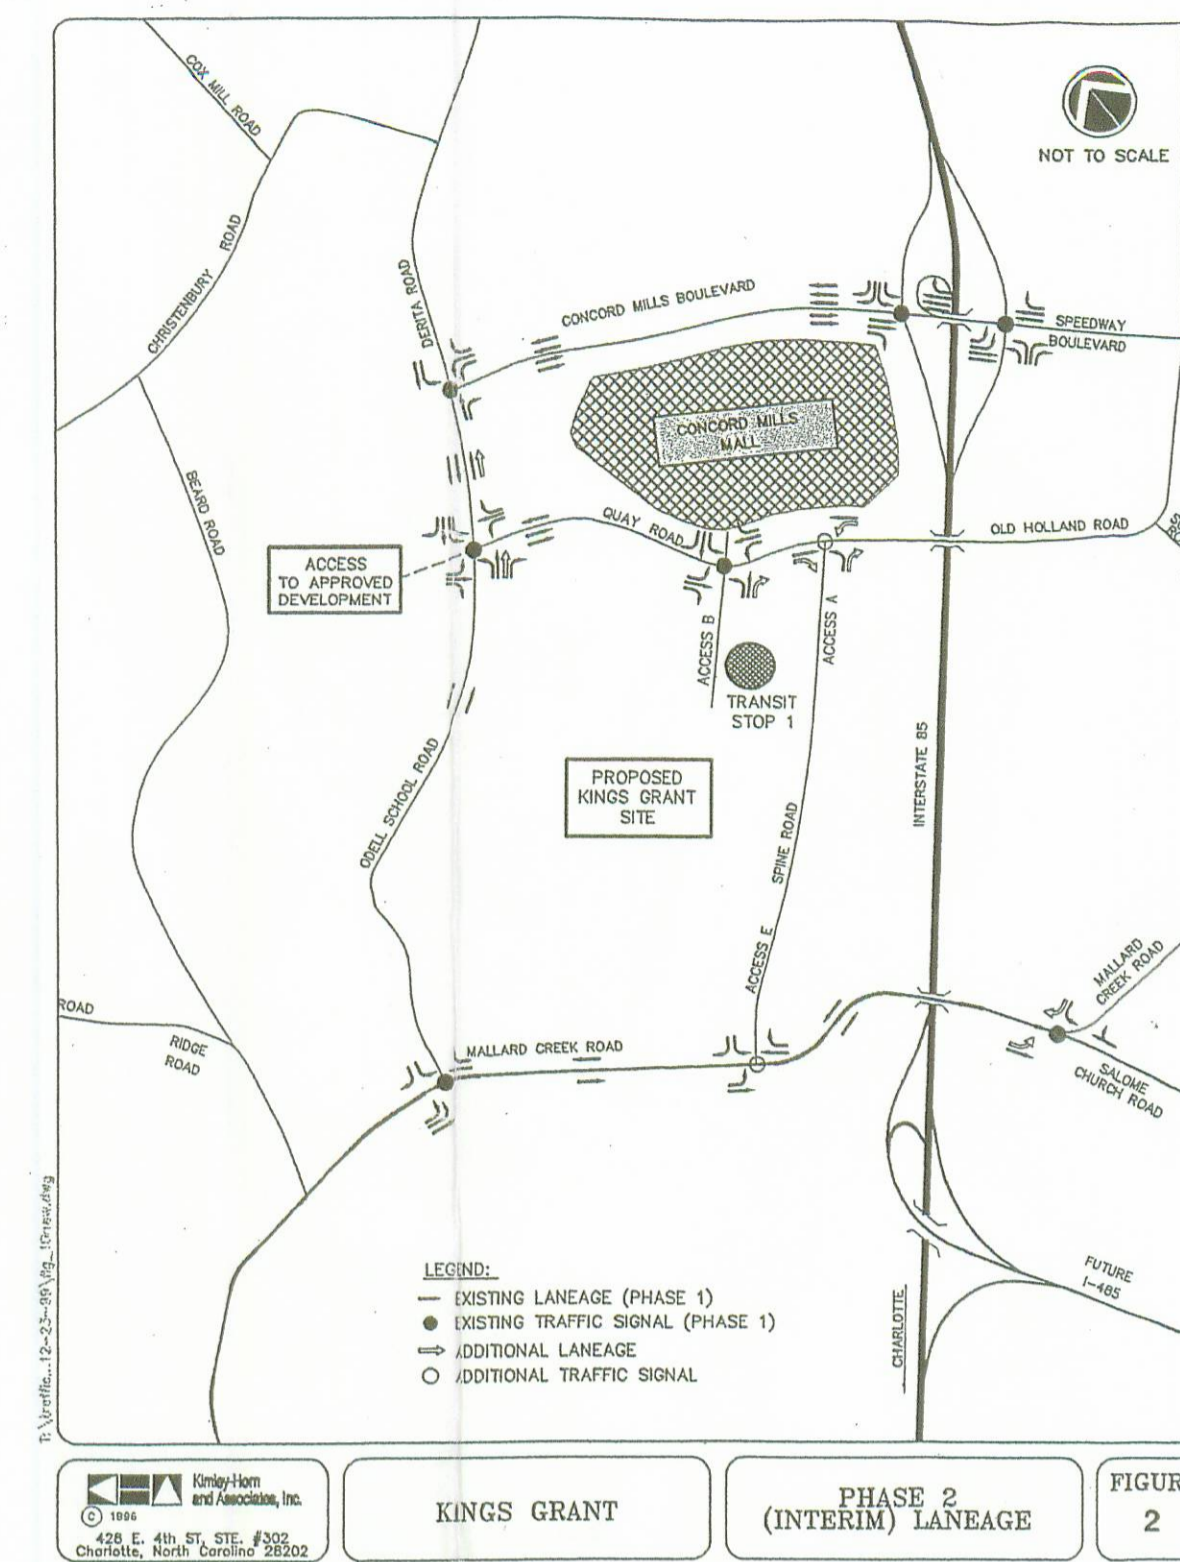 COX MILL ROAD
NOT TO SCALE
CHRISTENBURY ROAD
DERITA ROAD
CONCORD MILLS BOULEVARD
SPEEDWAY
BOULEVARD
CONCORD MILLS
MALL
BEARD ROAD
QUAY ROAD
OLD HOLLAND ROAD
ACCESS
TO APPROVED
DEVELOPMENT
ACCESS B
ACCESS A
TRANSIT
STOP 1
INTERSTATE 85
ODELL SCHOOL ROAD
PROPOSED
KINGS GRANT
SITE
SPINE ROAD
ACCESS E
MALLARD
CREEK ROAD
ROAD
RIDGE
ROAD
MALLARD CREEK ROAD
SALOME
CHURCH ROAD
LEGEND:
EXISTING LANEAGE (PHASE 1)
EXISTING TRAFFIC SIGNAL (PHASE 1)
ADDITIONAL LANEAGE
ADDITIONAL TRAFFIC SIGNAL
CHARLOTTE
FUTURE
I-485
Kimley-Horn
and Associates, Inc.
© 1996
428 E. 4th ST, STE. #302
Charlotte, North Carolina 28202
KINGS GRANT
PHASE 2
(INTERIM) LANEAGE
FIGUR
2